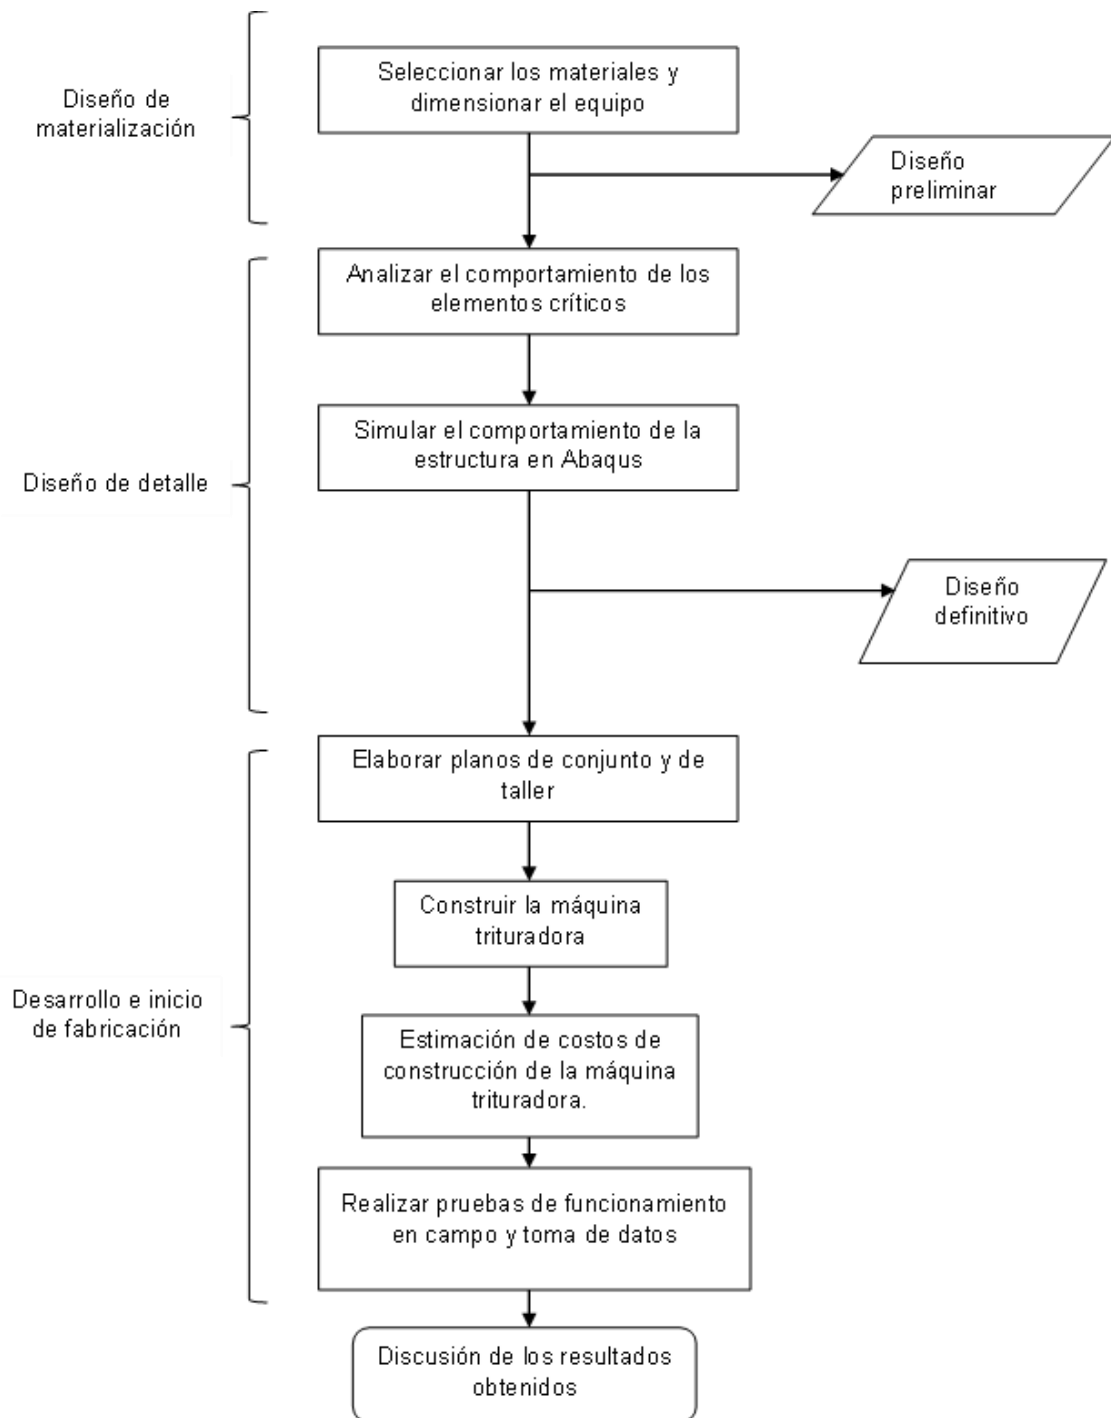 Seleccionar los materiales y
dimensionar el equipo
Diseño de
materialización
Diseño
preliminar
Analizar el comportamiento de los
elementos críticos
Simular el comportamiento de la
estructura en Abaqus
Diseño de detalle
Diseño
definitivo
Elaborar planos de conjunto y de
taller
Construir la máquina
trituradora
Desarrollo e inicio
de fabricación
Estimación de costos de
construcción de la máquina
trituradora.
Realizar pruebas de funcionamiento
en campo y toma de datos
Discusión de los resultados
obtenidos